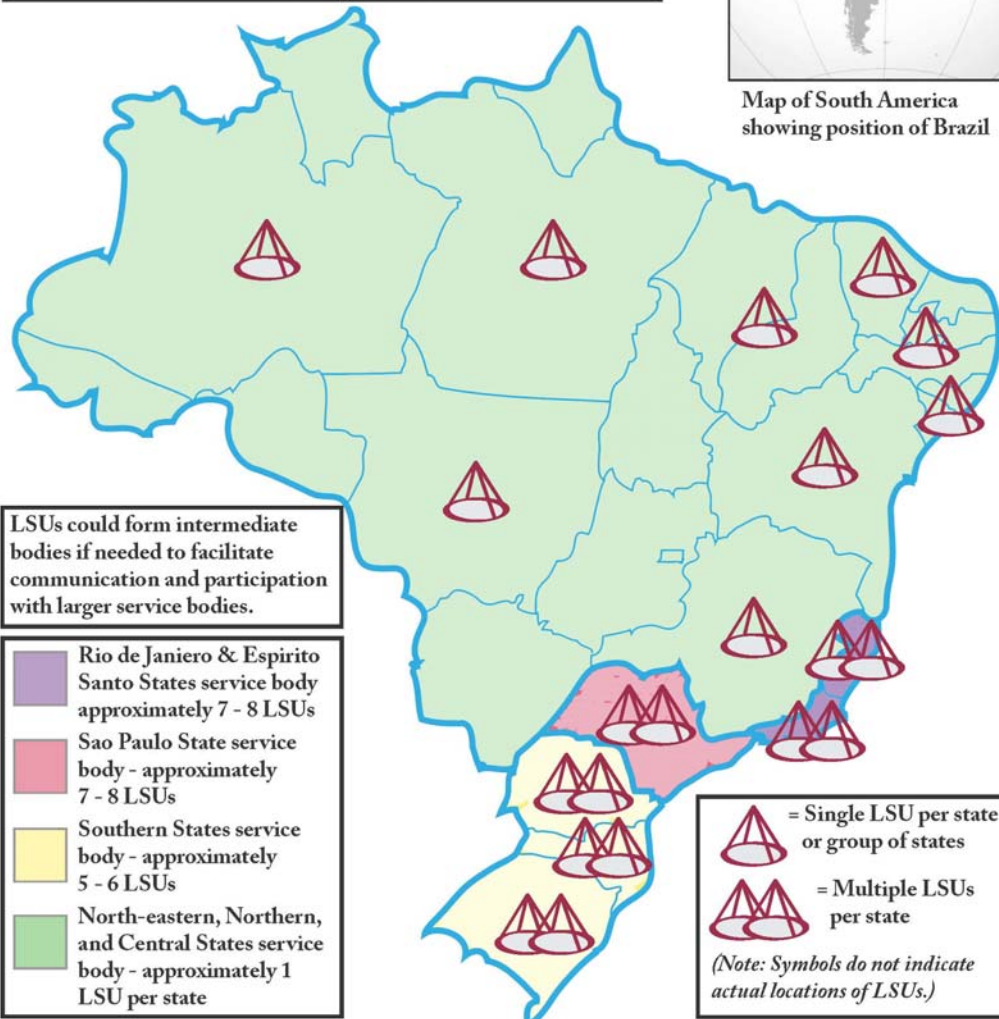 Map of South America
showing position of Brazil
LSUs could form intermediate
bodies if needed to facilitate
communication and participation
with larger service bodies.
Rio de Janiero & Espirito
Santo States service body
approximately 7 - 8 LSUs
Sao Paulo State service
body - approximately
7 - 8 LSUs
Southern States service
body - approximately
5 - 6 LSUs
North-eastern, Northern,
and Central States service
body - approximately 1
LSU per state
= Single LSU per state
or group of states
= Multiple LSUs
per state
(Note: Symbols do not indicate
actual locations of LSUs.)